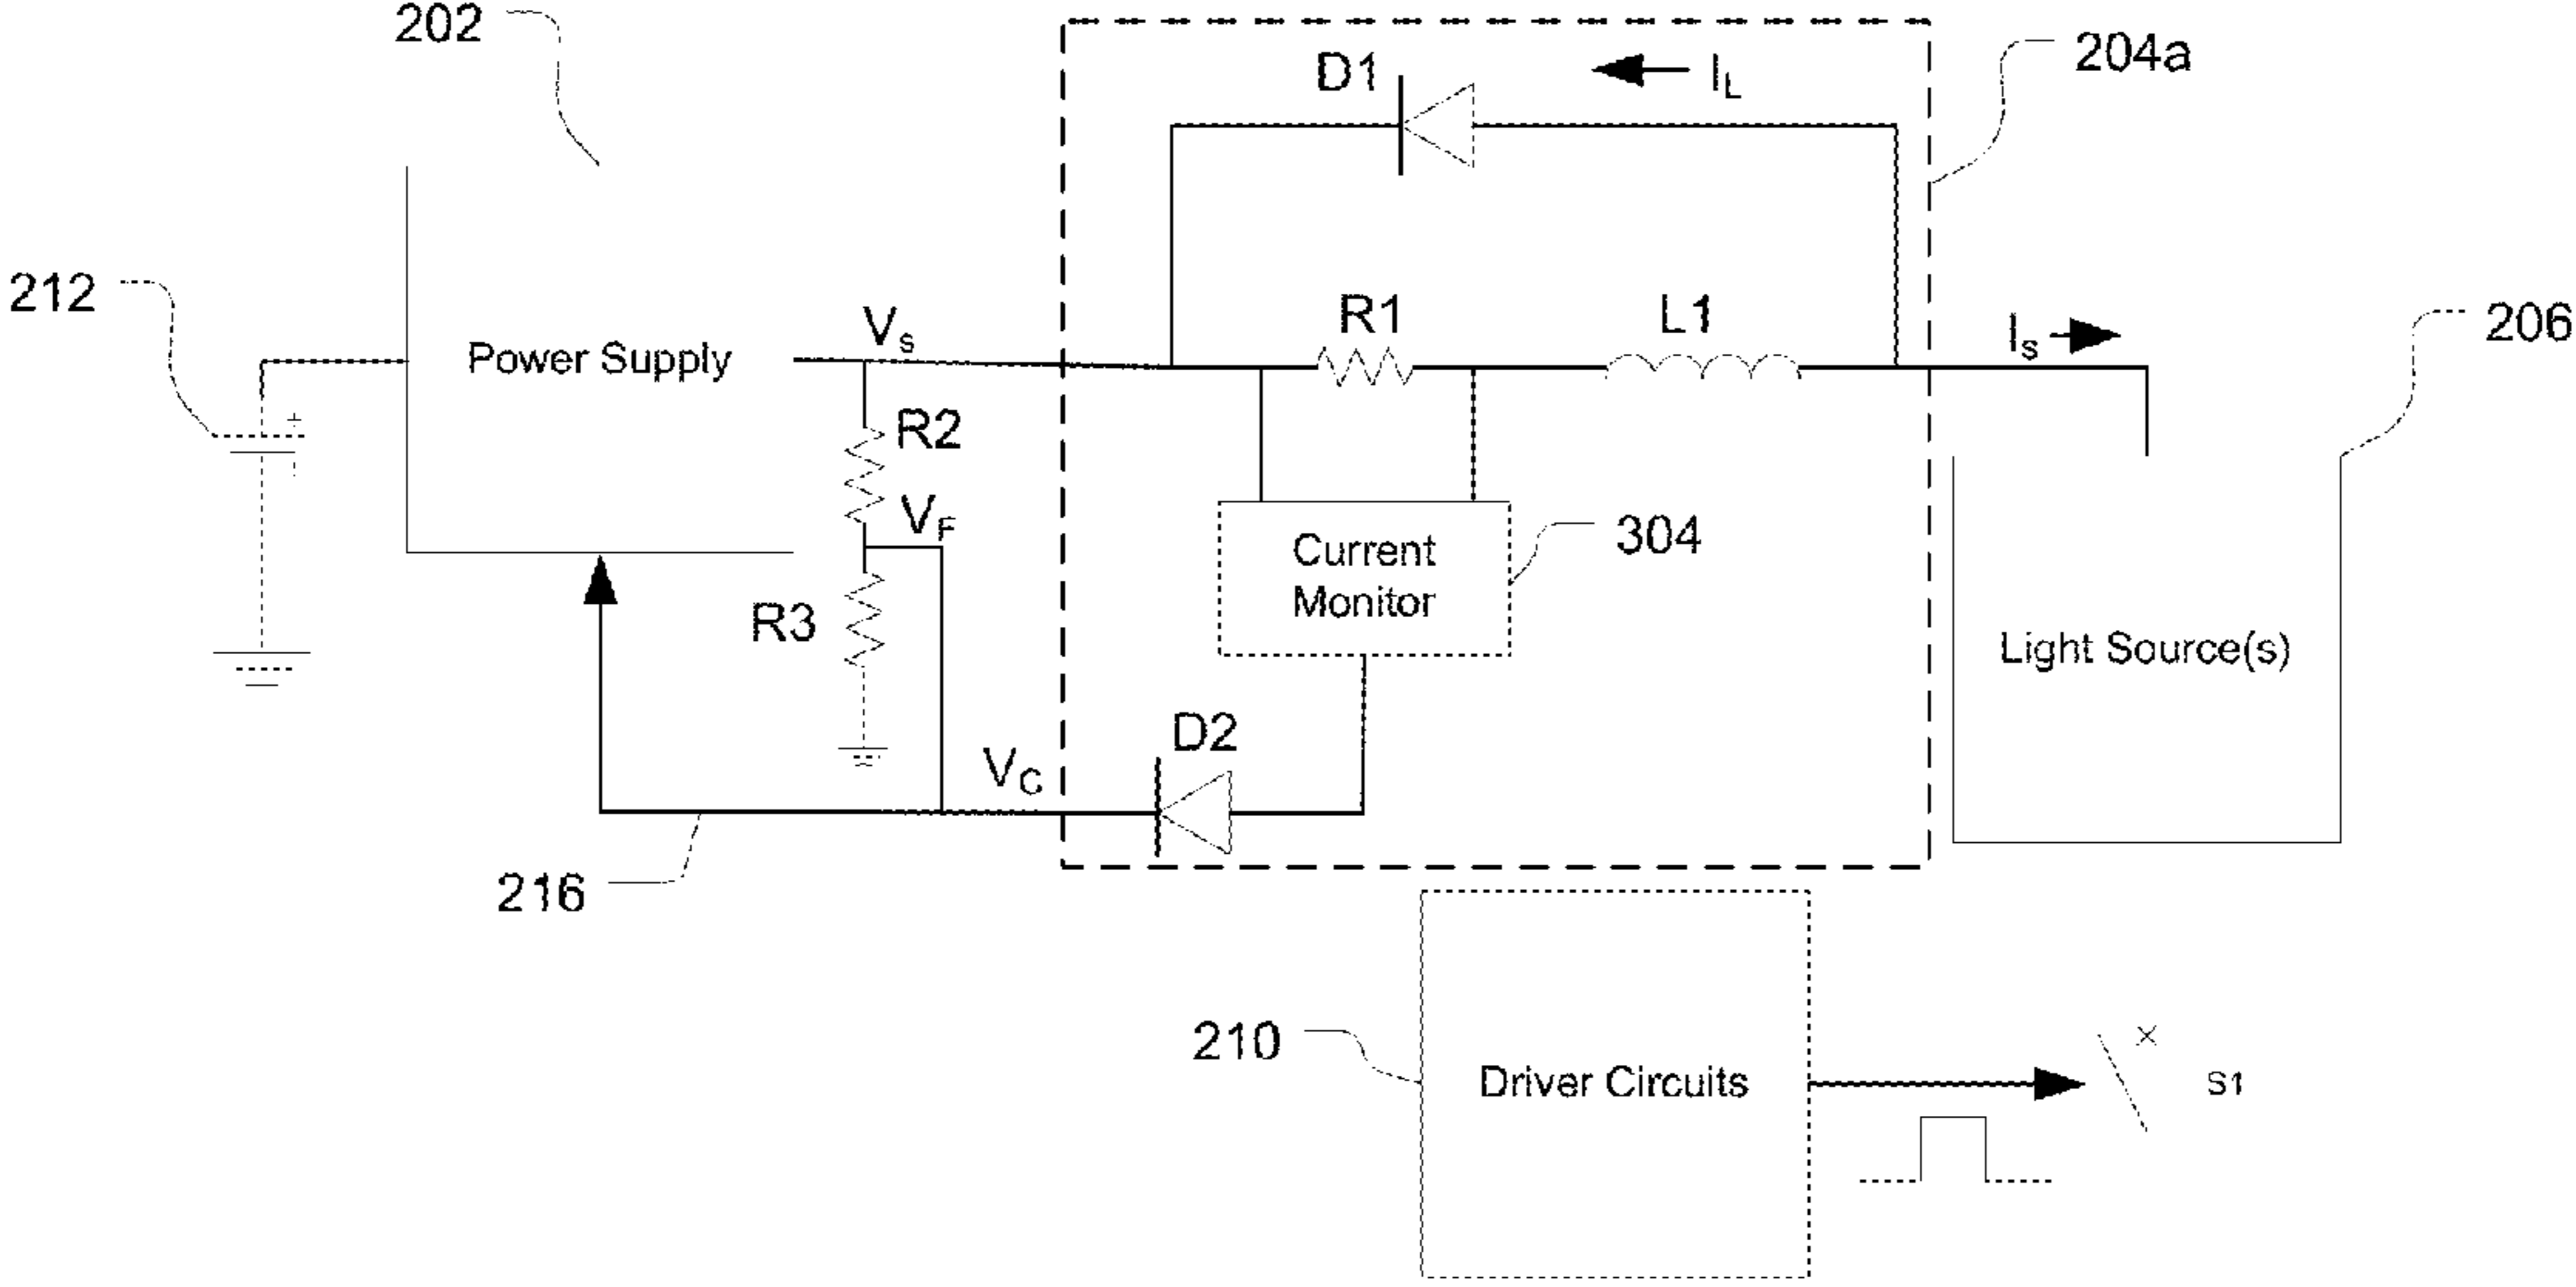 202
204a
D1
I_L
212
V_s
R1
L1
I_s
206
Power Supply
R2
V_F
304
Current
Monitor
R3
Light Source(s)
D2
V_C
216
210
Driver Circuits
S1